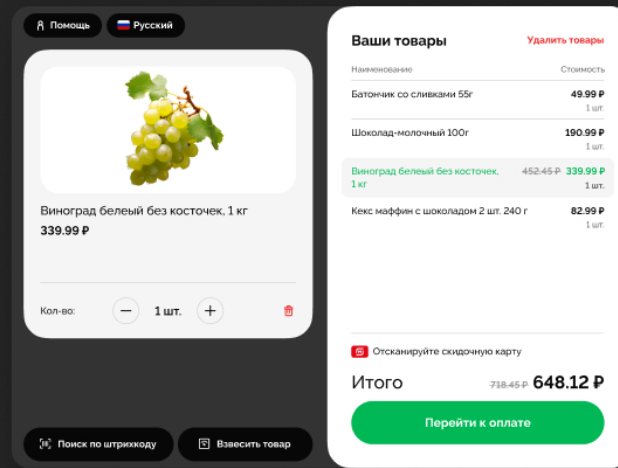 Помощь
Русский
Виноград белеый без косточек, 1 кг
339.99 ₽
Кол-во:
1 шт.
Поиск по штрихкоду
Взвесить товар
Ваши товары
Удалить товары
Наименование
Стоимость
Батончик со сливками 55г
49.99 ₽
1 шт.
Шоколад-молочный 100г
190.99 ₽
1 шт.
Виноград белеый без косточек,
1 кг
452.45 ₽ 339.99 ₽
1 шт.
Кекс маффин с шоколадом 2 шт. 240 г
82.99 ₽
1 шт.
Отсканируйте скидочную карту
Итого
718.45 ₽ 648.12 ₽
Перейти к оплате